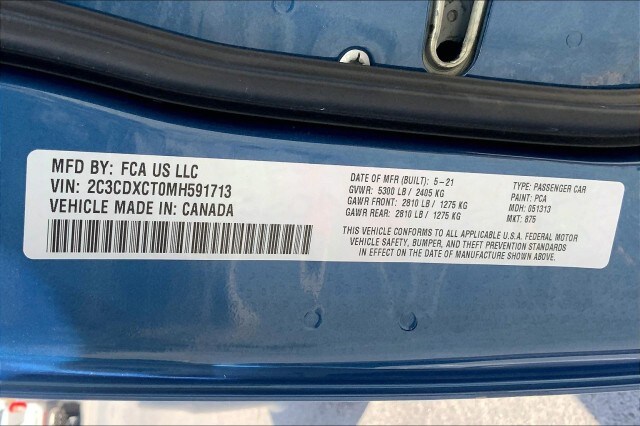 MFD BY: FCA US LLC
VIN: 2C3CDXCT0MH591713
VEHICLE MADE IN: CANADA
DATE OF MFR (BUILT): 5-21
GVWR: 5300 LB / 2405 KG
GAWR FRONT: 2810 LB / 1275 KG
GAWR REAR: 2810 LB / 1275 KG
TYPE: PASSENGER CAR
PAINT: PCA
MDH: 051313
MKT: 875
THIS VEHICLE CONFORMS TO ALL APPLICABLE U.S.A. FEDERAL MOTOR
VEHICLE SAFETY, BUMPER, AND THEFT PREVENTION STANDARDS
IN EFFECT ON THE DATE OF MANUFACTURE SHOWN ABOVE.